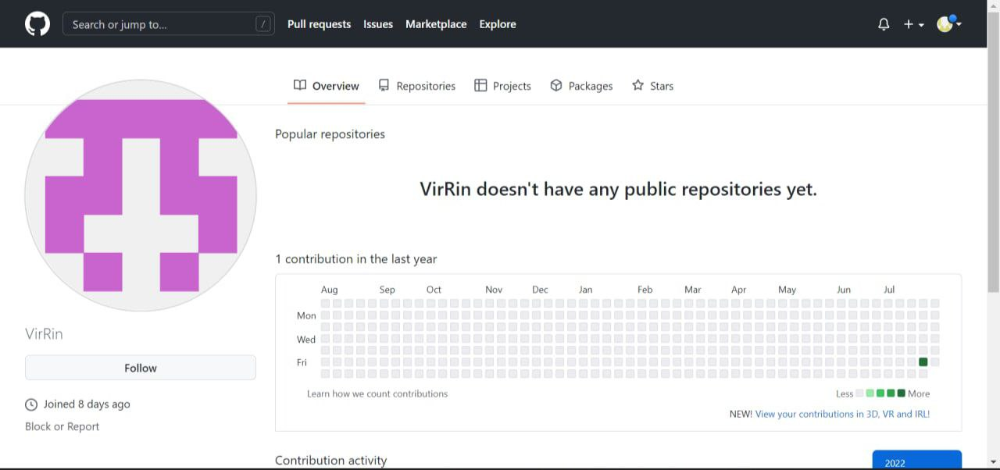 Search or jump to... /
Pull requests Issues Marketplace Explore
Overview Repositories Projects Packages Stars
Popular repositories
VirRin doesn't have any public repositories yet.
1 contribution in the last year
Aug Sep Oct Nov Dec Jan Feb Mar Apr May Jun Jul
Mon
Wed
Fri
Learn how we count contributions
Less More
NEW! View your contributions in 3D, VR and IRL!
VirRin
Follow
Joined 8 days ago
Block or Report
Contribution activity
2022